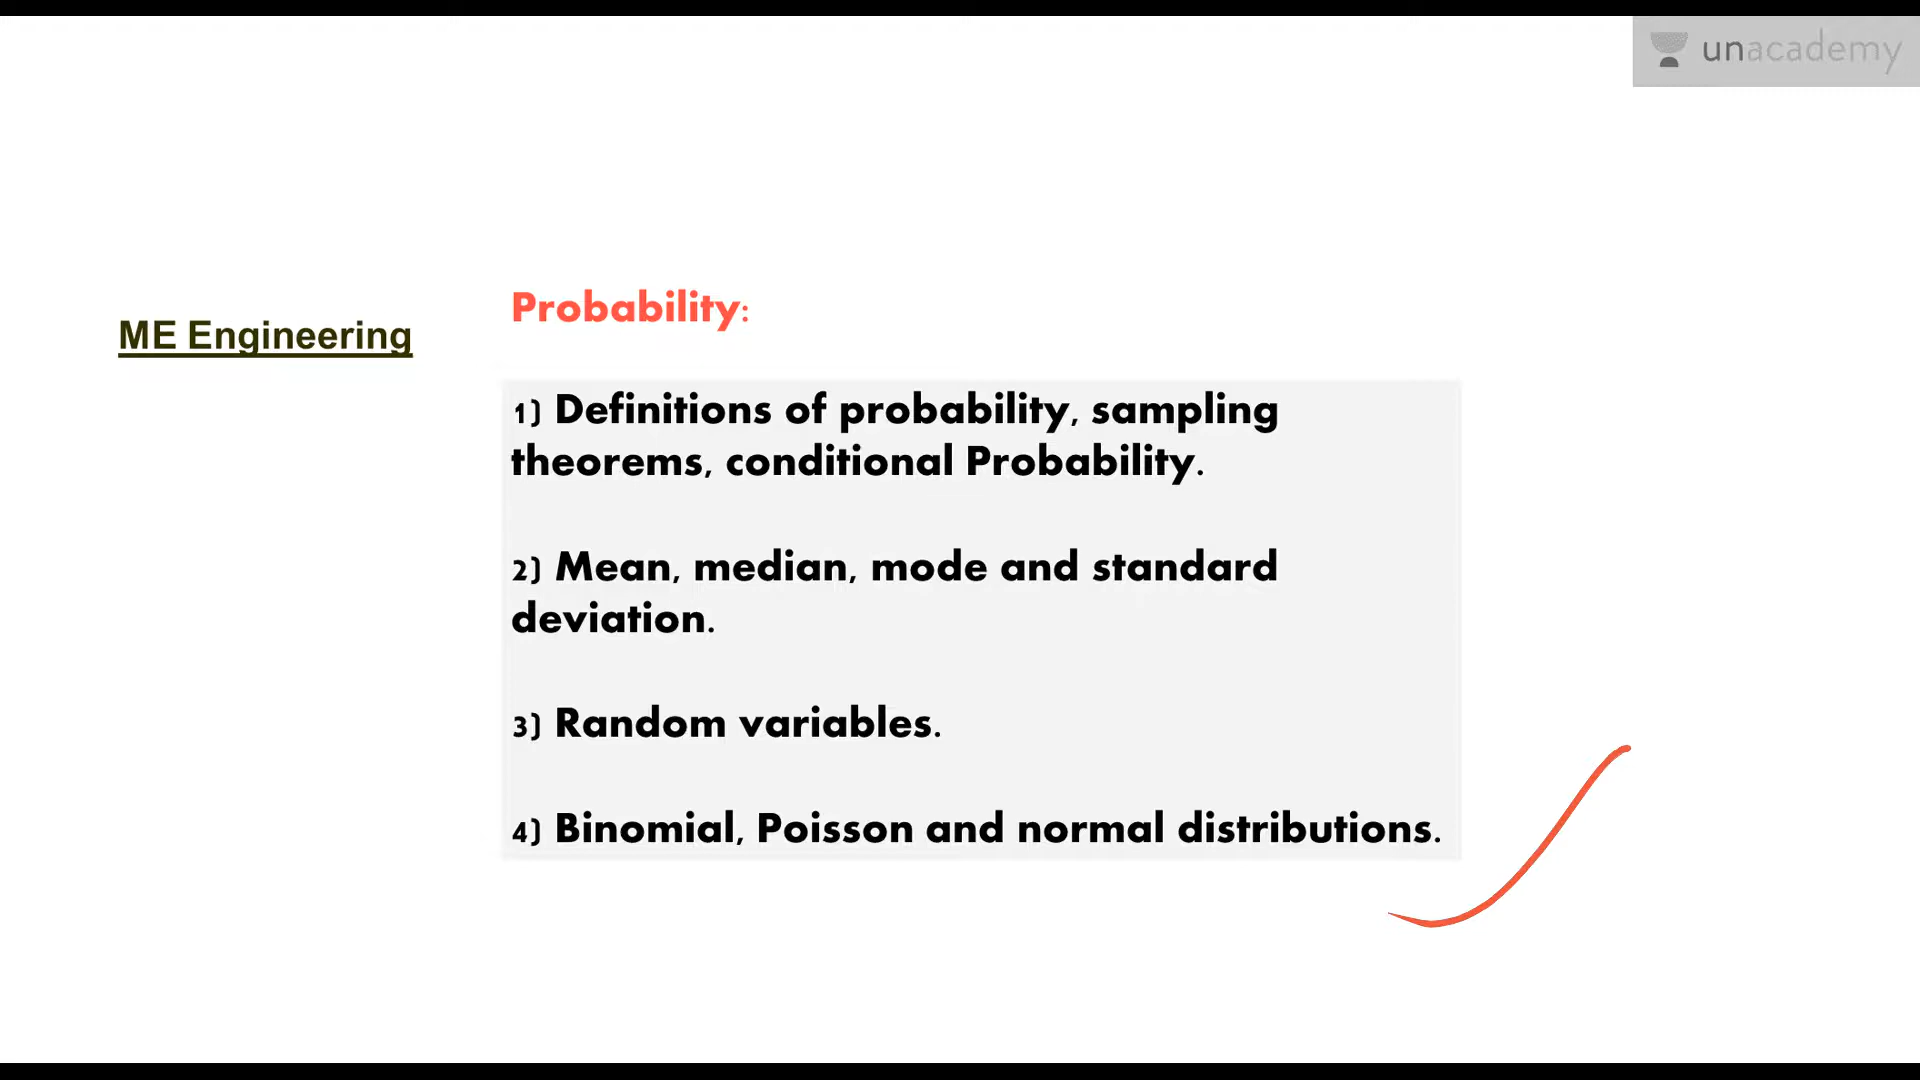 unacademy
Probability:
ME Engineering
1) Definitions of probability, sampling
theorems, conditional Probability.
2) Mean, median, mode and standard
deviation.
3) Random variables.
4) Binomial, Poisson and normal distributions.